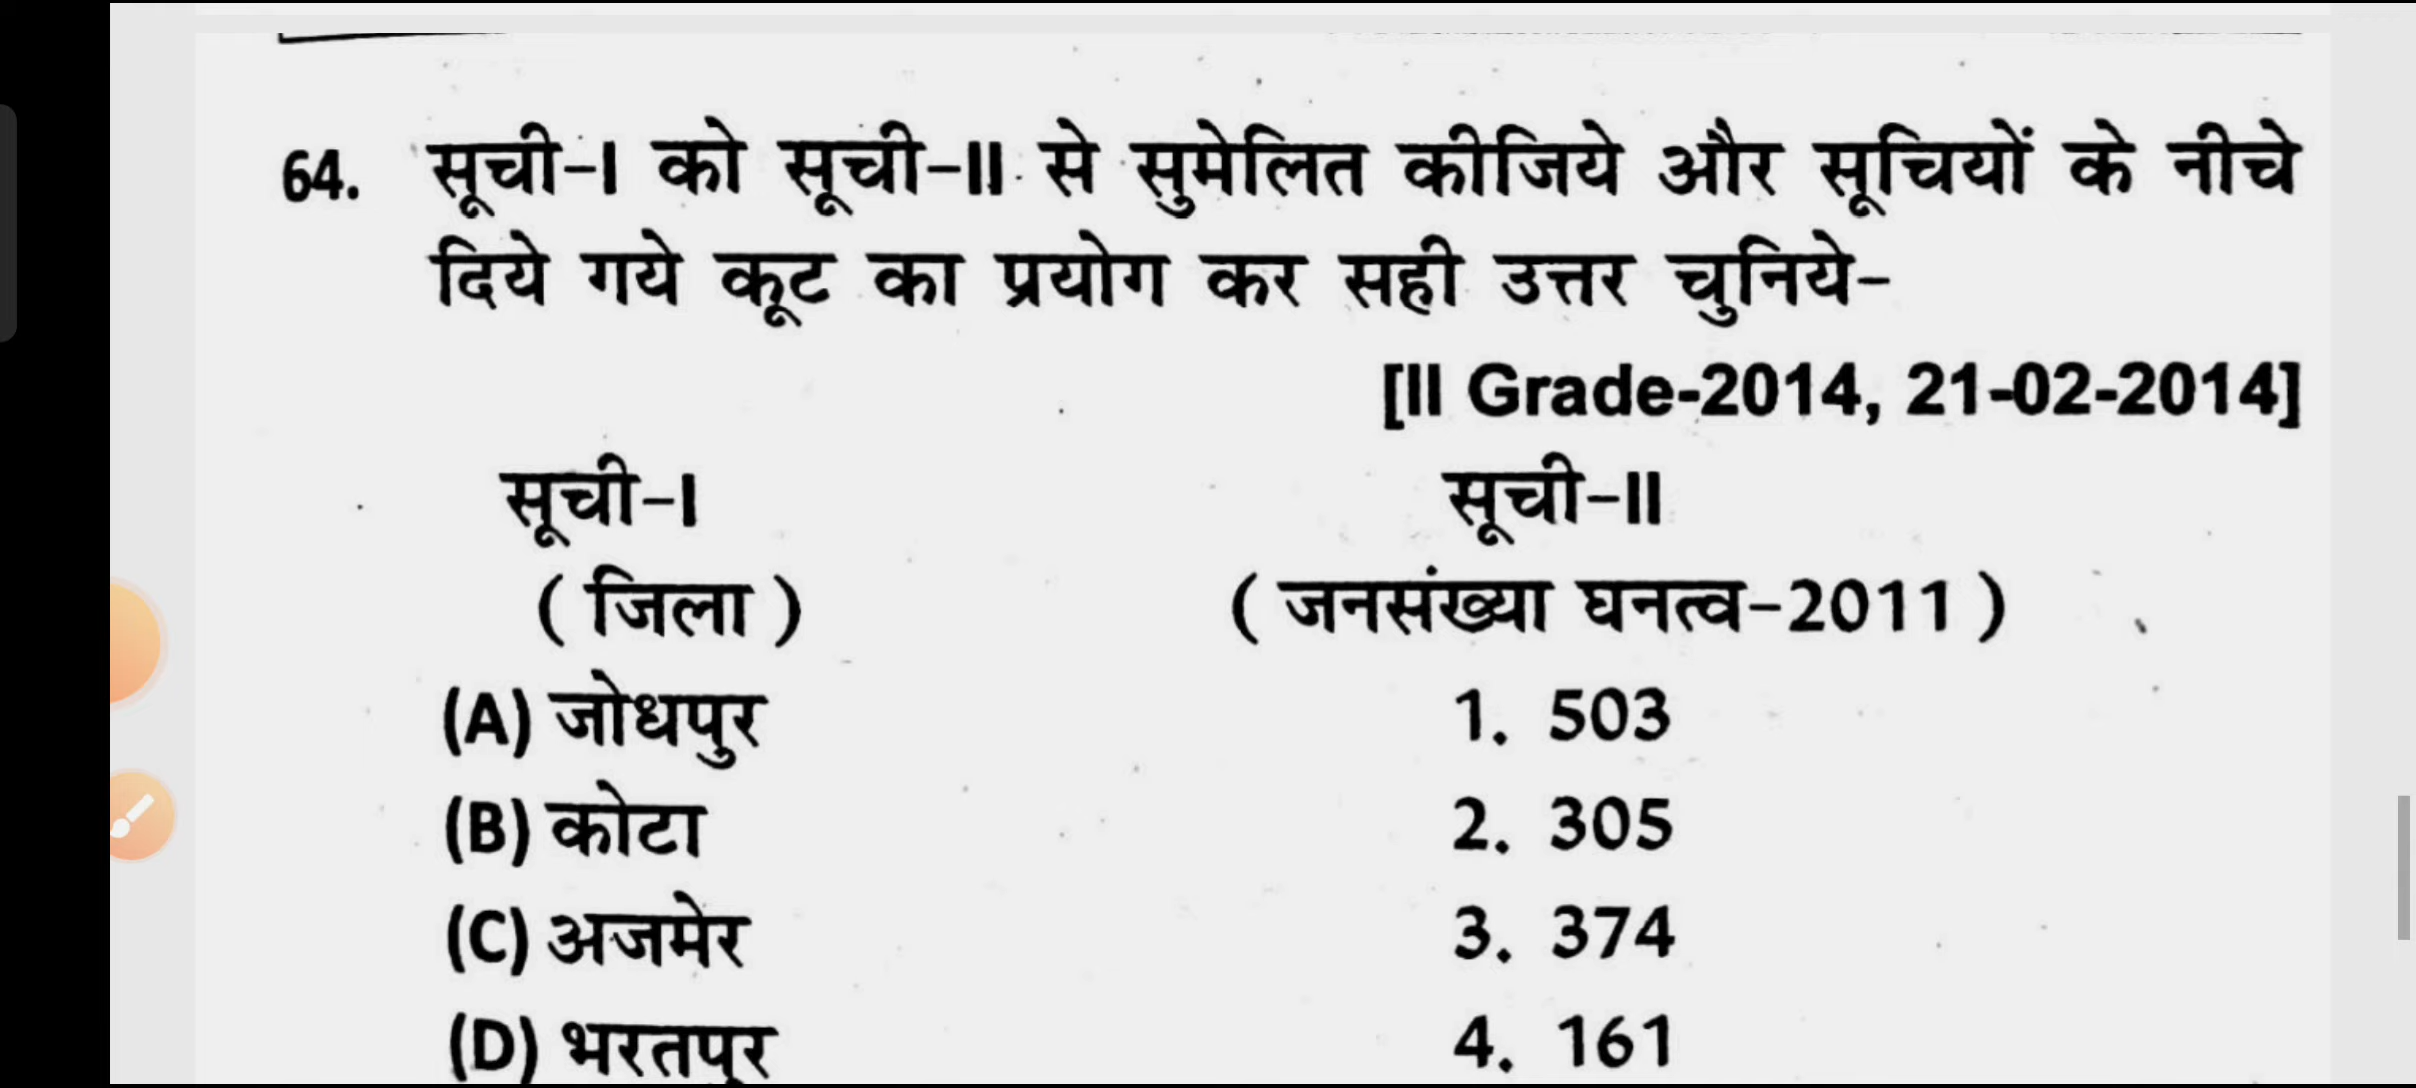 64. सूची-I को सूची-II से सुमेलित कीजिये और सूचियों के नीचे
दिये गये कूट का प्रयोग कर सही उत्तर चुनिये-
[II Grade-2014, 21-02-2014]
सूची-I सूची-II
( जिला ) ( जनसंख्या घनत्व-2011 )
(A) जोधपुर 1. 503
(B) कोटा 2. 305
(C) अजमेर 3. 374
(D) भरतपुर 4. 161